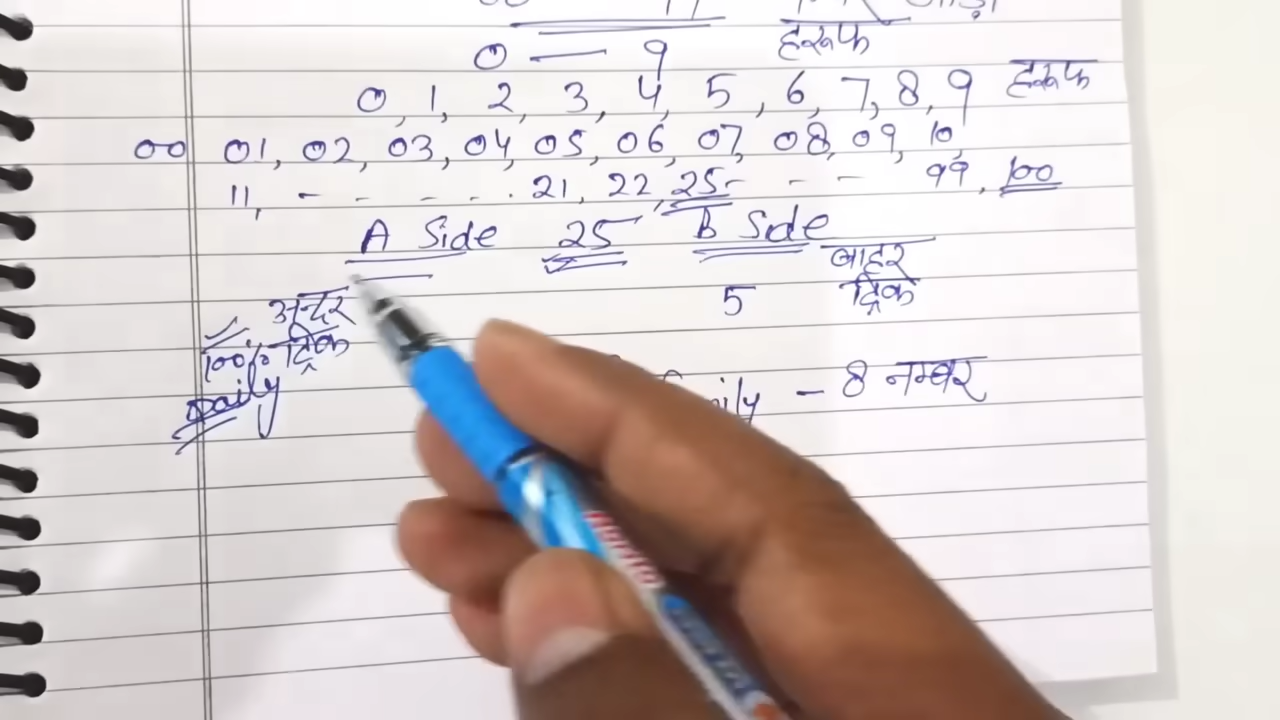 0 — 9 हरूफ
0, 1, 2, 3, 4, 5, 6, 7, 8, 9 हरूफ
00 01, 02, 03, 04, 05, 06, 07, 08, 09, 10,
11, - - - - . 21, 22, 25- - - 99, 100
A Side 25 B Side
बाहर
5 ट्रिक
अन्दर
100% ट्रिक
Daily
- 8 नम्बर